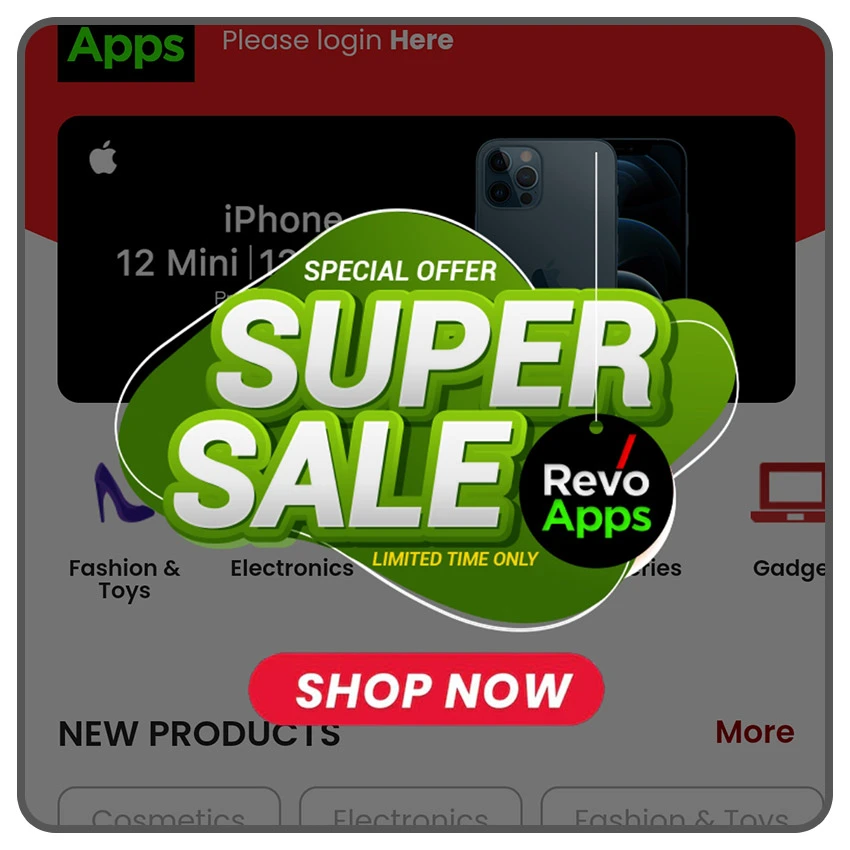 Apps
Please login Here
iPhone
12 Mini | 12
SPECIAL OFFER
SUPER
SALE
Revo
Apps
LIMITED TIME ONLY
Fashion &
Toys
Electronics
SHOP NOW
NEW PRODUCTS
More
Cosmetics
Electronics
Fashion & Toys